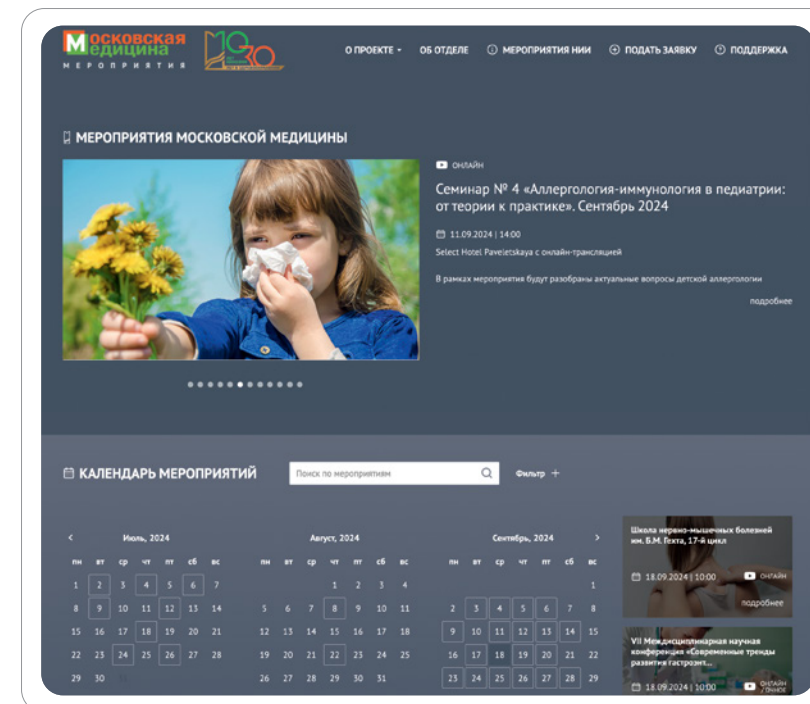 Московская
Медицина
МЕРОПРИЯТИЯ
О ПРОЕКТЕ
ОБ ОТДЕЛЕ
МЕРОПРИЯТИЯ НИИ
ПОДАТЬ ЗАЯВКУ
ПОДДЕРЖКА
МЕРОПРИЯТИЯ МОСКОВСКОЙ МЕДИЦИНЫ
ОНЛАЙН
Семинар № 4 «Аллергология-иммунология в педиатрии:
от теории к практике». Сентябрь 2024
11.09.2024 | 14:00
Select Hotel Paveletskaya с онлайн-трансляцией
В рамках мероприятия будут разобраны актуальные вопросы детской аллергологии
подробнее
КАЛЕНДАРЬ МЕРОПРИЯТИЙ
Поиск по мероприятиям
Фильтр +
< Июль, 2024
пн вт ср чт пт сб вс
1 2 3 4 5 6 7
8 9 10 11 12 13 14
15 16 17 18 19 20 21
22 23 24 25 26 27 28
29 30
Август, 2024
пн вт ср чт пт сб вс
1 2 3 4
5 6 7 8 9 10 11
12 13 14 15 16 17 18
19 20 21 22 23 24 25
26 27 28 29 30 31
Сентябрь, 2024 >
пн вт ср чт пт сб вс
1
2 3 4 5 6 7 8
9 10 11 12 13 14 15
16 17 18 19 20 21 22
23 24 25 26 27 28 29
Школа нервно-мышечных болезней
им. Б.М. Гехта, 17-й цикл
18.09.2024 | 10:00 ОНЛАЙН
подробнее
VII Междисциплинарная научная
конференция «Современные тренды
развития гастроэнт...
18.09.2024 | 10:00 ОНЛАЙН
/ ОЧНОЕ